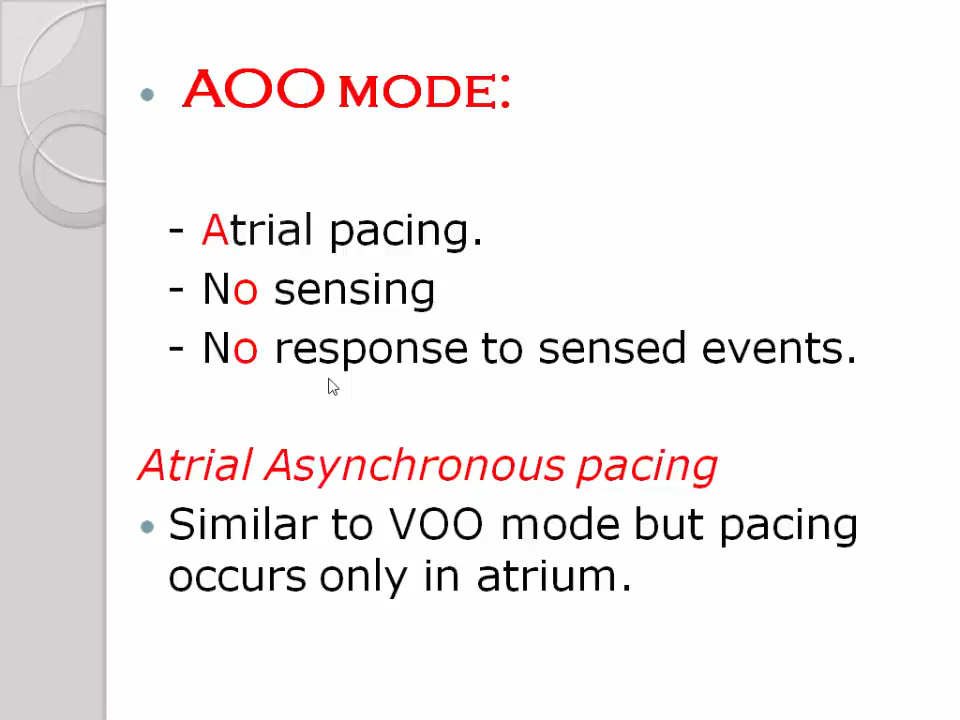 • AOO MODE:
- Atrial pacing.
- No sensing
- No response to sensed events.
Atrial Asynchronous pacing
• Similar to VOO mode but pacing
occurs only in atrium.